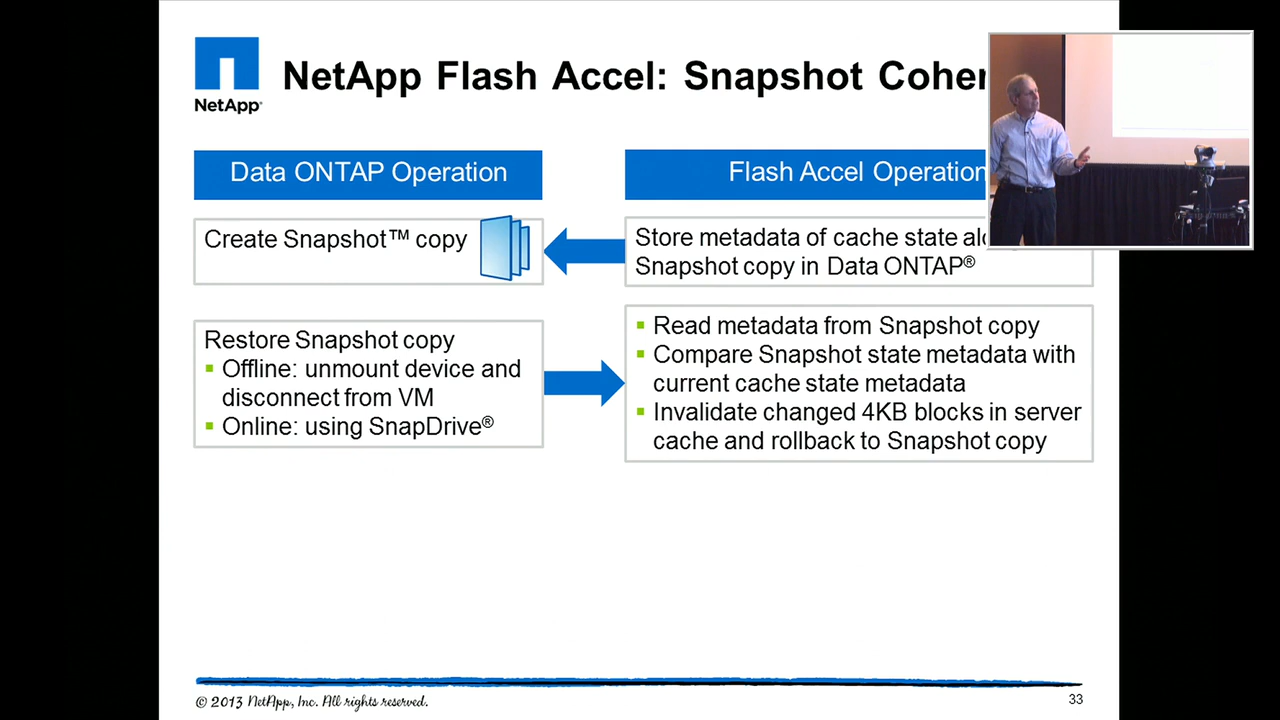 NetApp Flash Accel: Snapshot
NetApp
Data ONTAP Operation
Flash Accel Operation
Create Snapshot™ copy
Store metadata of cache state
Snapshot copy in Data ONTAP®
Restore Snapshot copy
Offline: unmount device and
disconnect from VM
Online: using SnapDrive®
Read metadata from Snapshot copy
Compare Snapshot state metadata with
current cache state metadata
Invalidate changed 4KB blocks in server
cache and rollback to Snapshot copy
© 2013 NetApp, Inc. All rights reserved.
33